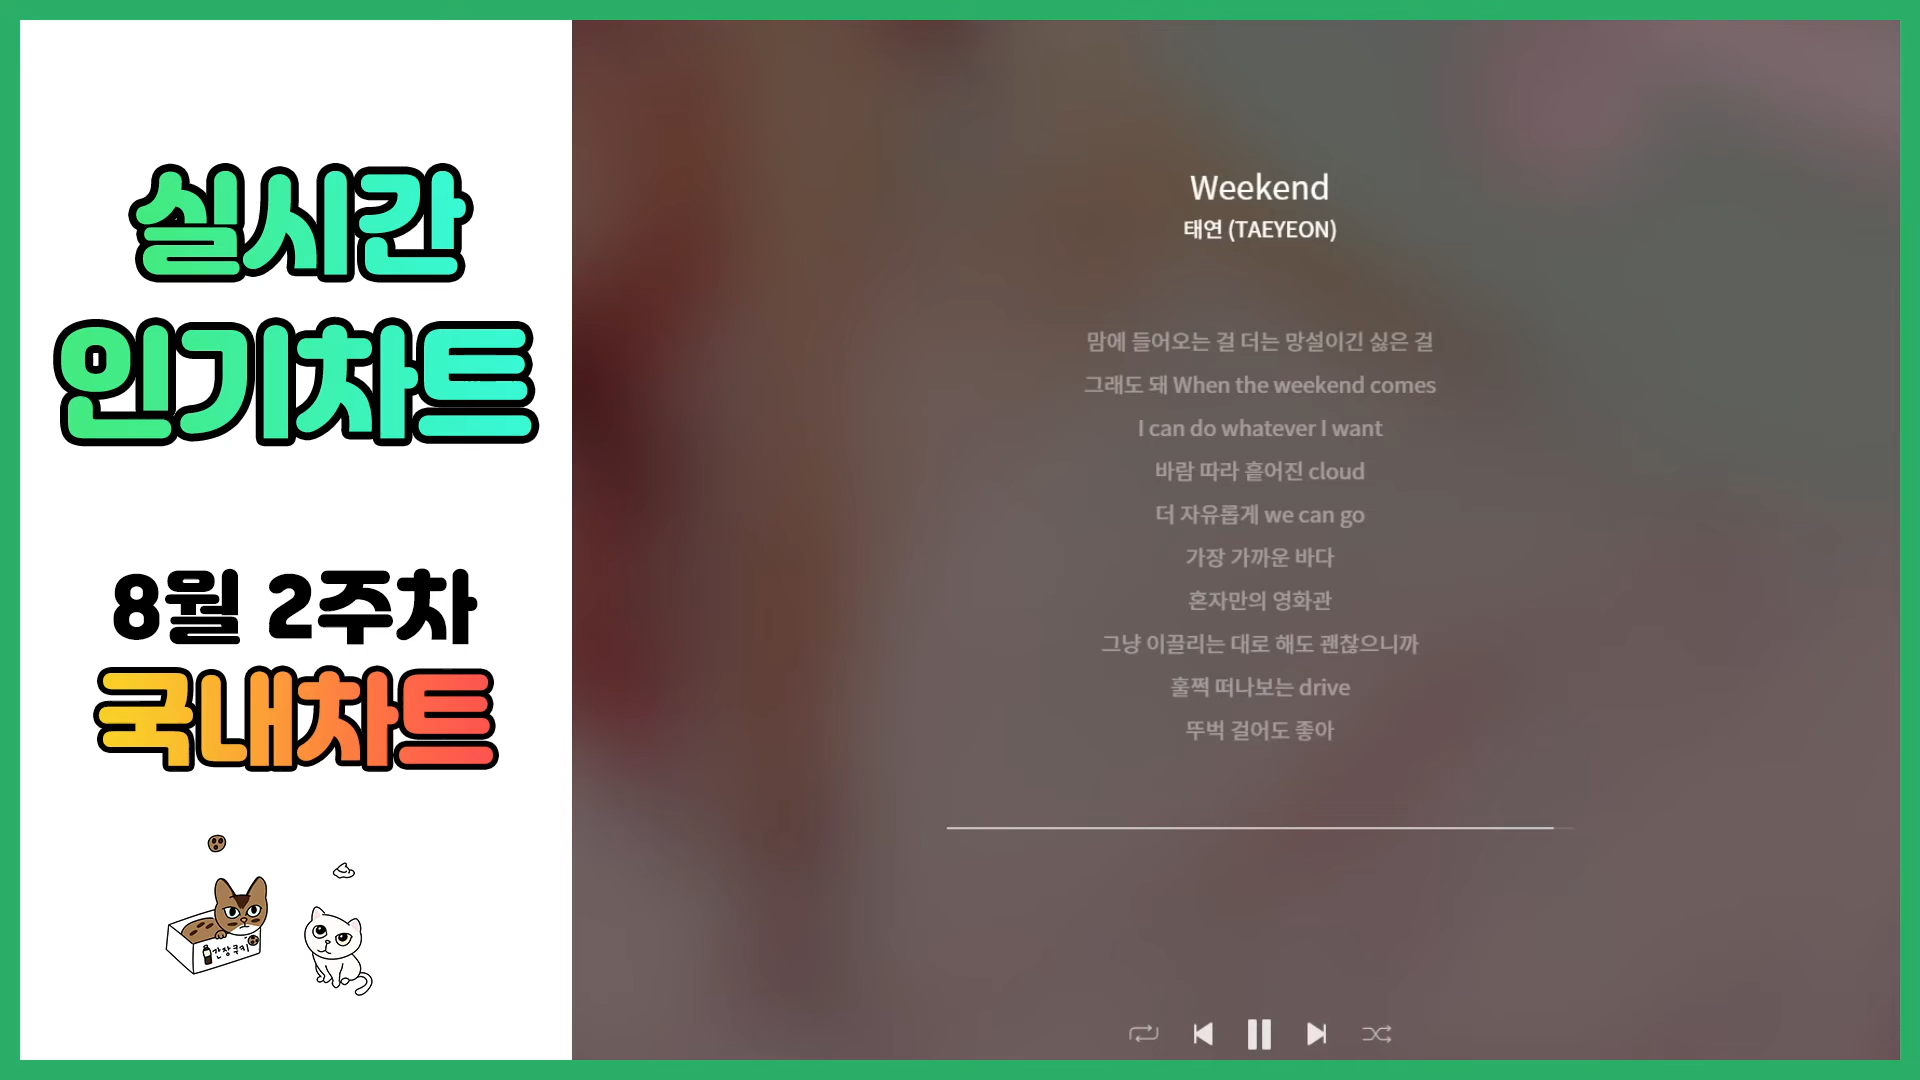 실시간
인기차트
8월 2주차
국내차트
간장쿠키
Weekend
태연 (TAEYEON)
맘에 들어오는 걸 더는 망설이긴 싫은 걸
그래도 돼 When the weekend comes
I can do whatever I want
바람 따라 흩어진 cloud
더 자유롭게 we can go
가장 가까운 바다
혼자만의 영화관
그냥 이끌리는 대로 해도 괜찮으니까
훌쩍 떠나보는 drive
뚜벅 걸어도 좋아